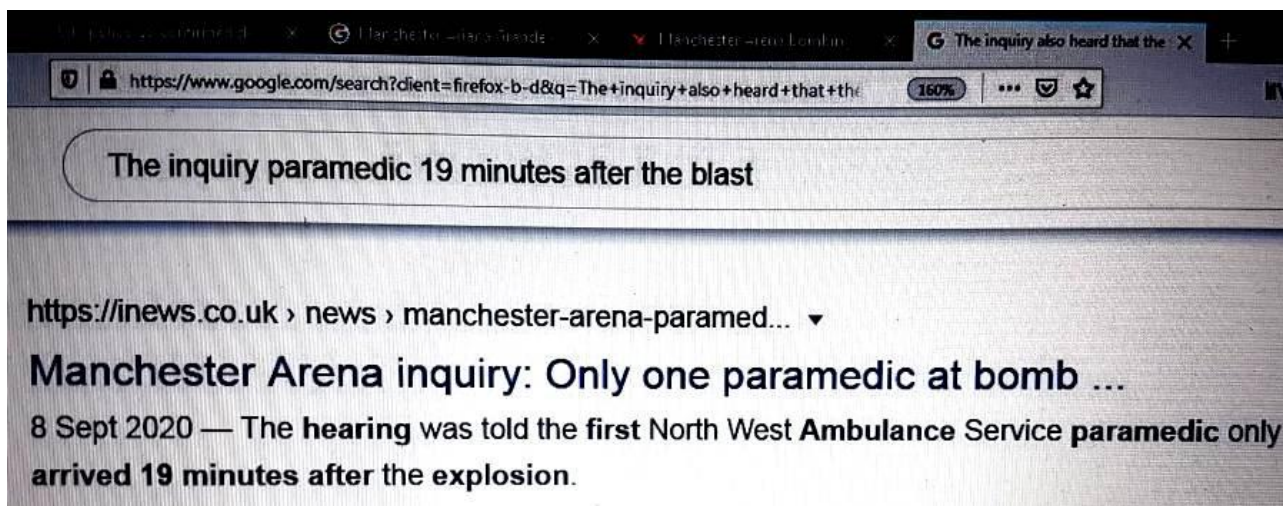 The inquiry also heard that the
https://www.google.com/search?client=firefox-b-d&q=The+inquiry+also+heard+that+the
160%
The inquiry paramedic 19 minutes after the blast
https://inews.co.uk › news › manchester-arena-paramed...
Manchester Arena inquiry: Only one paramedic at bomb ...
8 Sept 2020 — The hearing was told the first North West Ambulance Service paramedic only
arrived 19 minutes after the explosion.